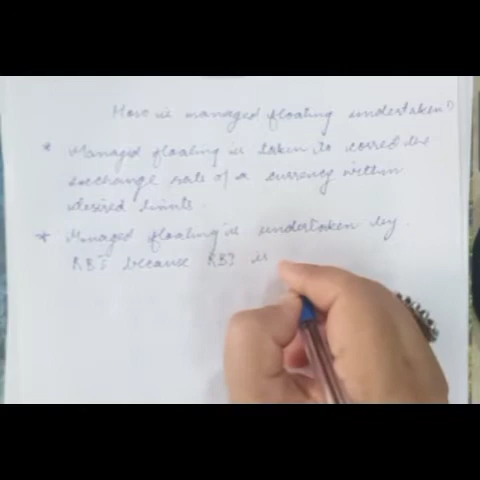 How is managed floating undertaken?
* Managed floating is taken to correct the
exchange rate of a currency within
desired limits.
* Managed floating is undertaken by
RBI because RBI is